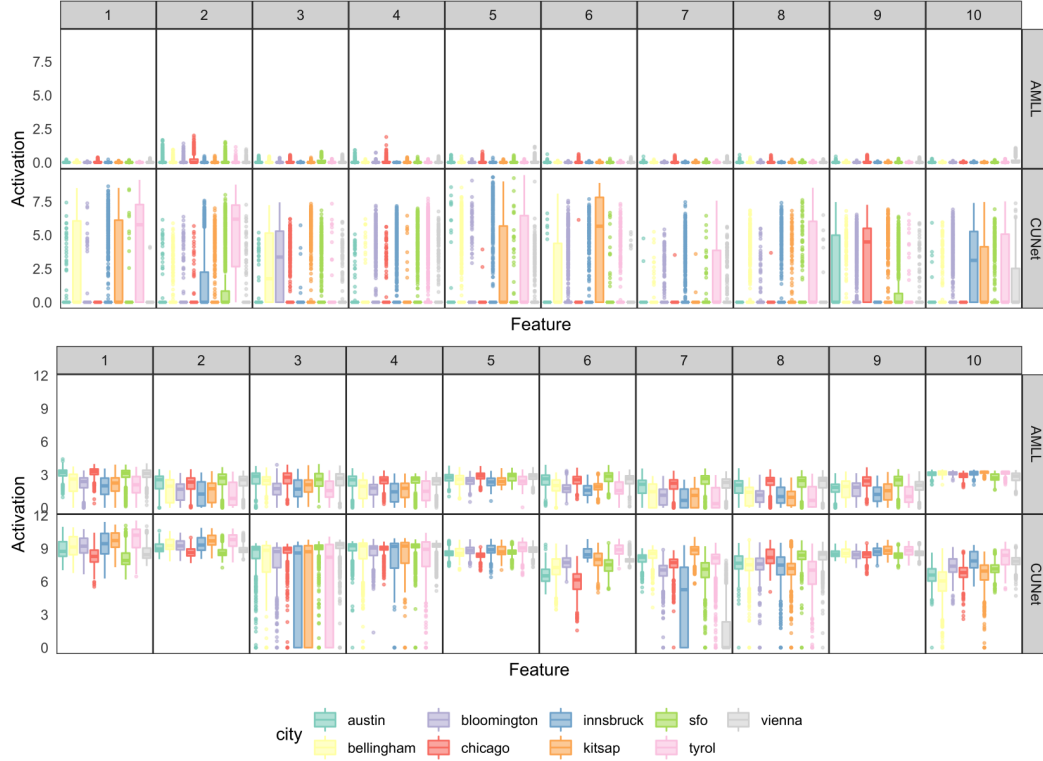 1 2 3 4 5 6 7 8 9 10
7.5
5.0
2.5
0.0
AMLL
Activation
7.5
5.0
2.5
0.0
CUNet
Feature
1 2 3 4 5 6 7 8 9 10
12
9
6
3
0
AMLL
Activation
12
9
6
3
0
CUNet
Feature
city
austin bloomington innsbruck sfo vienna
bellingham chicago kitsap tyrol